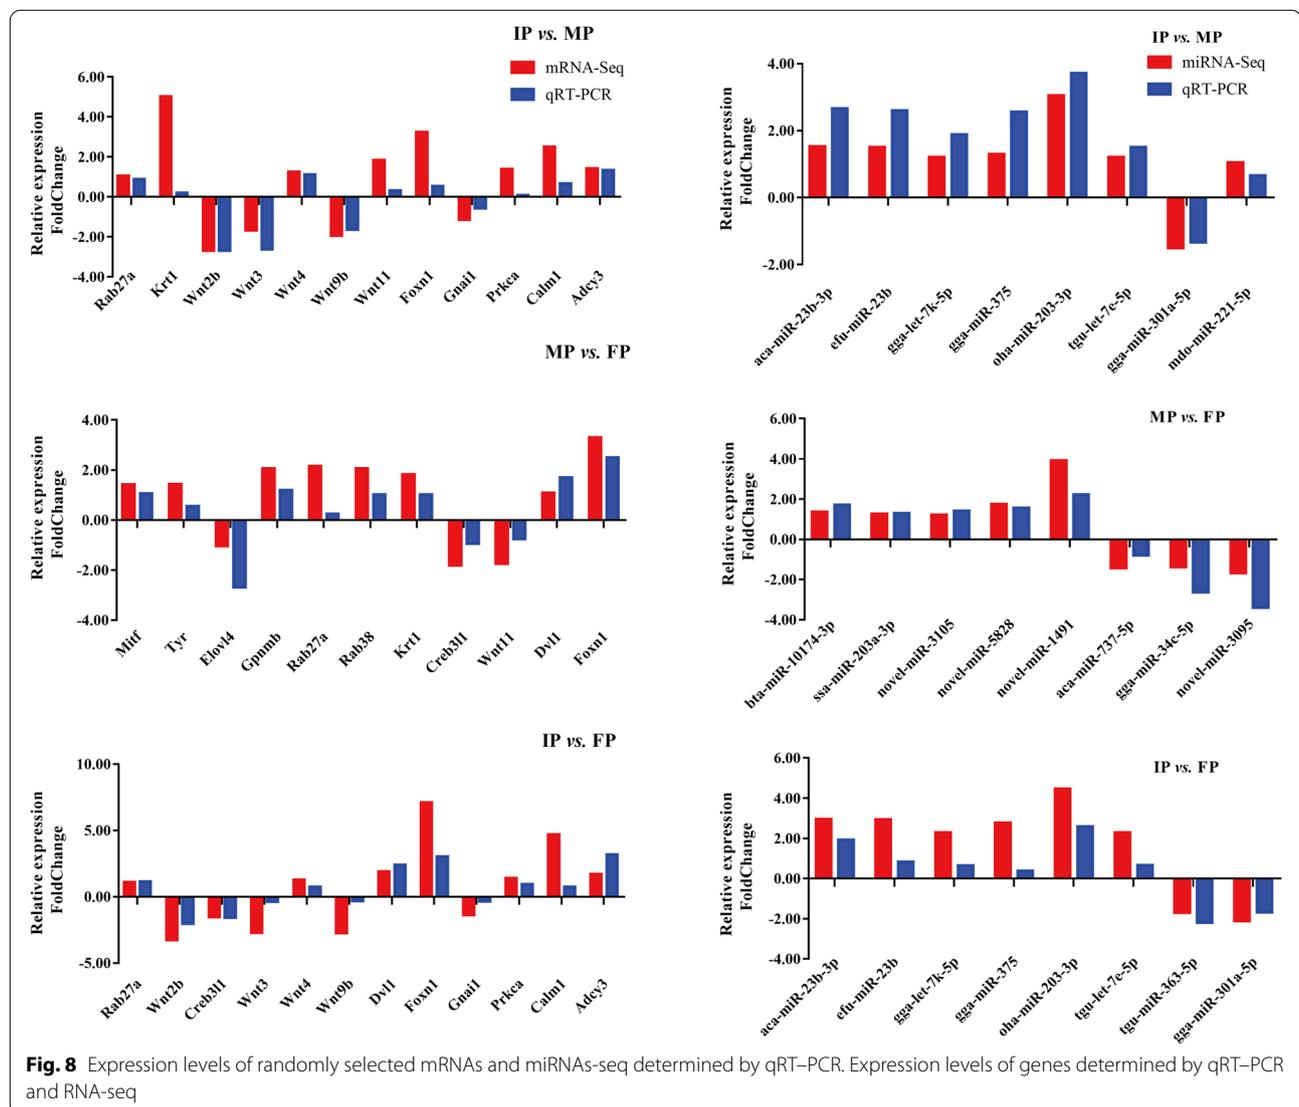 IP vs. MP
mRNA-Seq
qRT-PCR
Relative expression
FoldChange
6.00
4.00
2.00
0.00
-2.00
-4.00
Rab27a Krt1 Wnt2b Wnt3 Wnt4 Wnt9b Wnt11 Foxn1 Gnai1 Prkca Calm1 Adcy3
IP vs. MP
miRNA-Seq
qRT-PCR
Relative expression
FoldChange
4.00
2.00
0.00
-2.00
aca-miR-23b-3p efu-miR-23b gga-let-7k-5p gga-miR-375 oha-miR-203-3p tgu-let-7e-5p gga-miR-301a-5p mdo-miR-221-5p
MP vs. FP
Relative expression
FoldChange
4.00
2.00
0.00
-2.00
-4.00
Mitf Tyr Elovl4 Gpnmb Rab27a Rab38 Krt1 Creb3l1 Wnt11 Dvl1 Foxn1
MP vs. FP
Relative expression
FoldChange
6.00
4.00
2.00
0.00
-2.00
-4.00
bta-miR-10174-3p ssa-miR-203a-3p novel-miR-3105 novel-miR-5828 novel-miR-1491 aca-miR-737-5p gga-miR-34c-5p novel-miR-3095
IP vs. FP
Relative expression
FoldChange
10.00
5.00
0.00
-5.00
Rab27a Wnt2b Creb3l1 Wnt3 Wnt4 Wnt9b Dvl1 Foxn1 Gnai1 Prkca Calm1 Adcy3
IP vs. FP
Relative expression
FoldChange
6.00
4.00
2.00
0.00
-2.00
-4.00
aca-miR-23b-3p efu-miR-23b gga-let-7k-5p gga-miR-375 oha-miR-203-3p tgu-let-7e-5p tgu-miR-363-5p gga-miR-301a-5p
Fig. 8 Expression levels of randomly selected mRNAs and miRNAs-seq determined by qRT–PCR. Expression levels of genes determined by qRT–PCR
and RNA-seq